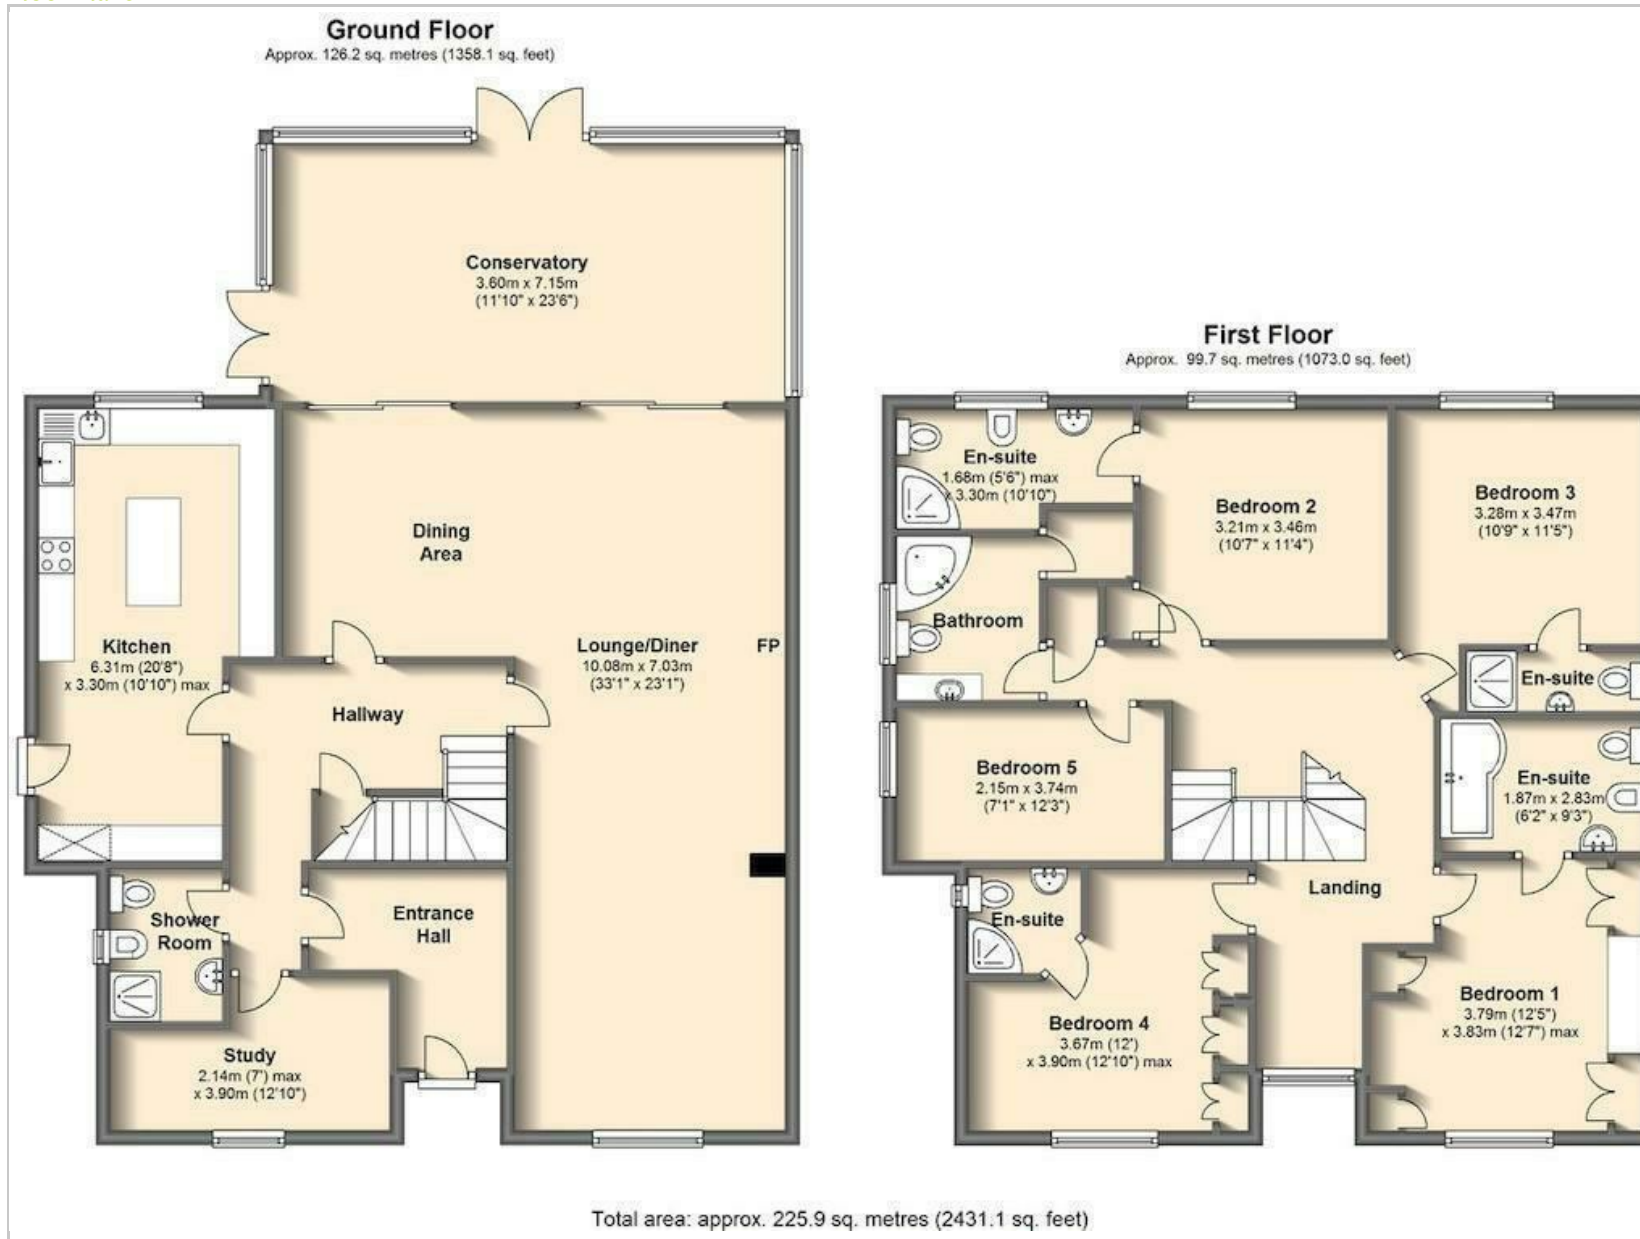 Ground Floor
Approx. 126.2 sq. metres (1358.1 sq. feet)
Conservatory
3.60m x 7.15m
(11'10" x 23'6")
Dining
Area
Kitchen
6.31m (20'8")
x 3.30m (10'10") max
Lounge/Diner
10.08m x 7.03m
(33'1" x 23'1")
FP
Hallway
Shower
Room
Entrance
Hall
Study
2.14m (7') max
x 3.90m (12'10")
First Floor
Approx. 99.7 sq. metres (1073.0 sq. feet)
En-suite
1.68m (5'6") max
x 3.30m (10'10")
Bedroom 2
3.21m x 3.46m
(10'7" x 11'4")
Bedroom 3
3.28m x 3.47m
(10'9" x 11'5")
Bathroom
En-suite
Bedroom 5
2.15m x 3.74m
(7'1" x 12'3")
En-suite
1.87m x 2.83m
(6'2" x 9'3")
Landing
En-suite
Bedroom 4
3.67m (12')
x 3.90m (12'10") max
Bedroom 1
3.79m (12'5")
x 3.83m (12'7") max
Total area: approx. 225.9 sq. metres (2431.1 sq. feet)